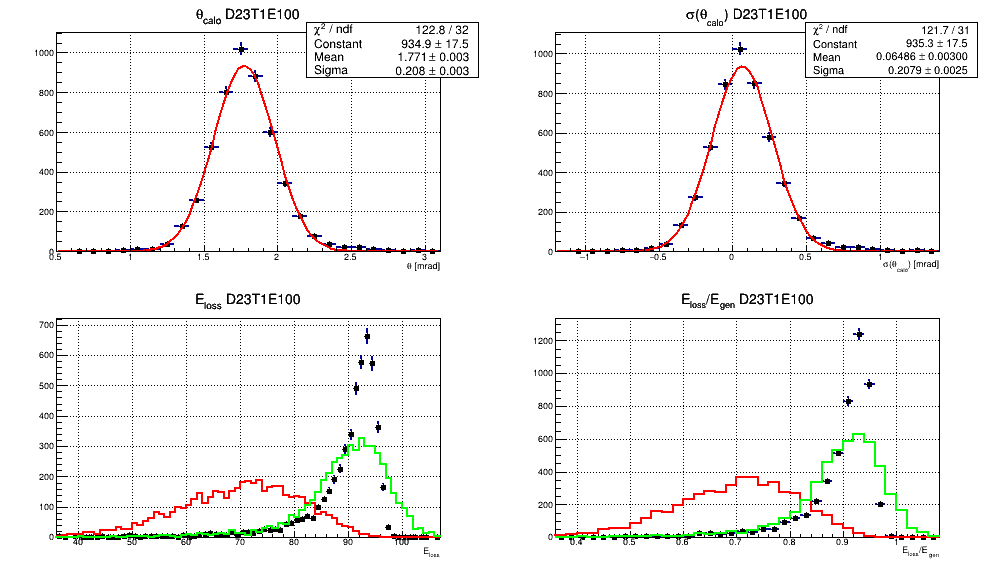 θcalo D23T1E100
χ² / ndf 122.8 / 32
Constant 934.9 ± 17.5
Mean 1.771 ± 0.003
Sigma 0.208 ± 0.003
1000
800
600
400
200
0
0.5 1 1.5 2 2.5 3
θ [mrad]
σ(θcalo) D23T1E100
χ² / ndf 121.7 / 31
Constant 935.3 ± 17.5
Mean 0.06486 ± 0.00300
Sigma 0.2079 ± 0.0025
1000
800
600
400
200
0
−1 −0.5 0 0.5 1
σ(θcalo) [mrad]
Eloss D23T1E100
700
600
500
400
300
200
100
0
40 50 60 70 80 90 100
Eloss
Eloss/Egen D23T1E100
1200
1000
800
600
400
200
0
0.4 0.5 0.6 0.7 0.8 0.9
Eloss/Egen